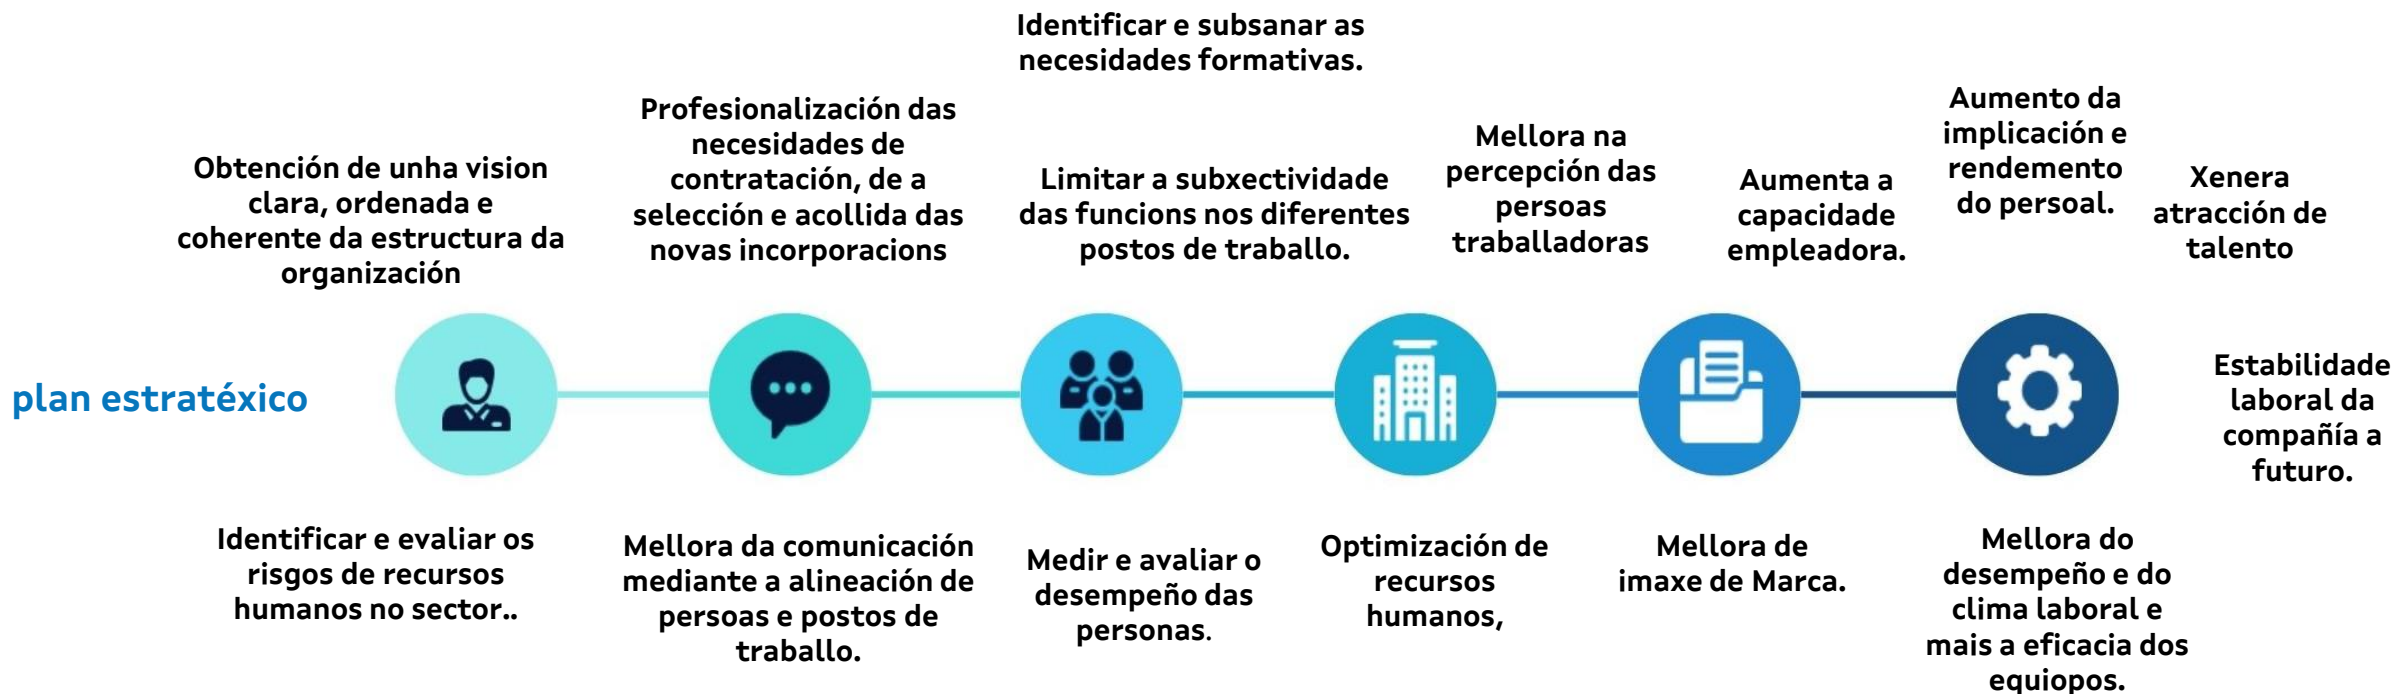 Identificar e subsanar as
necesidades formativas.
Obtención de unha vision
clara, ordenada e
coherente da estructura da
organización
Profesionalización das
necesidades de
contratación, de a
selección e acollida das
novas incorporacions
Limitar a subxectividade
das funcions nos diferentes
postos de traballo.
Mellora na
percepción das
persoas
traballadoras
Aumenta a
capacidade
empleadora.
Aumento da
implicación e
rendemento
do persoal.
Xenera
atracción de
talento
plan estratéxico
Estabilidade
laboral da
compañía a
futuro.
Identificar e evaliar os
risgos de recursos
humanos no sector..
Mellora da comunicación
mediante a alineación de
persoas e postos de
traballo.
Medir e avaliar o
desempeño das
personas.
Optimización de
recursos
humanos,
Mellora de
imaxe de Marca.
Mellora do
desempeño e do
clima laboral e
mais a eficacia dos
equiopos.